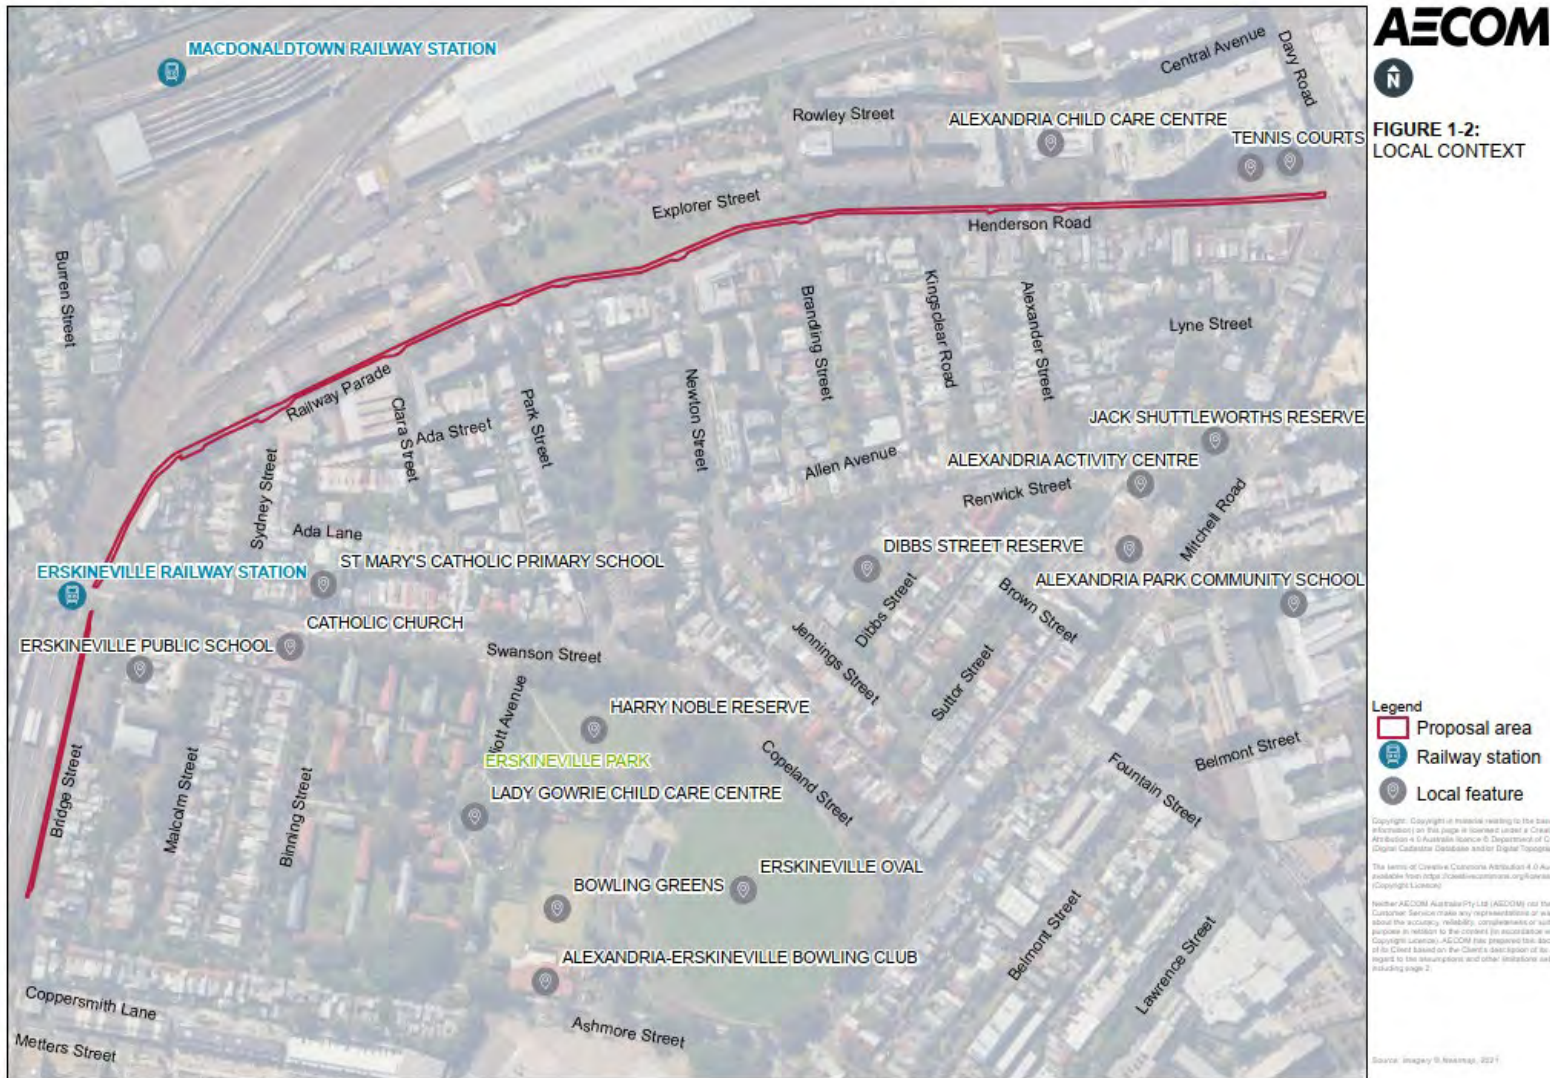 MACDONALDTOWN RAILWAY STATION
Central Avenue
Davy Road
Rowley Street
ALEXANDRIA CHILD CARE CENTRE
TENNIS COURTS
Explorer Street
Henderson Road
Burren Street
Branding Street
Kingsclear Road
Alexander Street
Lyne Street
Railway Parade
Clara Street
Ada Street
Park Street
Newton Street
JACK SHUTTLEWORTHS RESERVE
Allen Avenue
ALEXANDRIA ACTIVITY CENTRE
Renwick Street
Sydney Street
Ada Lane
Mitchell Road
ST MARY'S CATHOLIC PRIMARY SCHOOL
DIBBS STREET RESERVE
ERSKINEVILLE RAILWAY STATION
ALEXANDRIA PARK COMMUNITY SCHOOL
CATHOLIC CHURCH
Dibbs Street
Brown Street
ERSKINEVILLE PUBLIC SCHOOL
Swanson Street
Jennings Street
Suttor Street
liott Avenue
HARRY NOBLE RESERVE
ERSKINEVILLE PARK
Copeland Street
Belmont Street
Fountain Street
Bridge Street
Malcolm Street
Binning Street
LADY GOWRIE CHILD CARE CENTRE
ERSKINEVILLE OVAL
BOWLING GREENS
Belmont Street
Lawrence Street
ALEXANDRIA-ERSKINEVILLE BOWLING CLUB
Coppersmith Lane
Ashmore Street
Metters Street
AECOM
N
FIGURE 1-2:
LOCAL CONTEXT
Legend
Proposal area
Railway station
Local feature